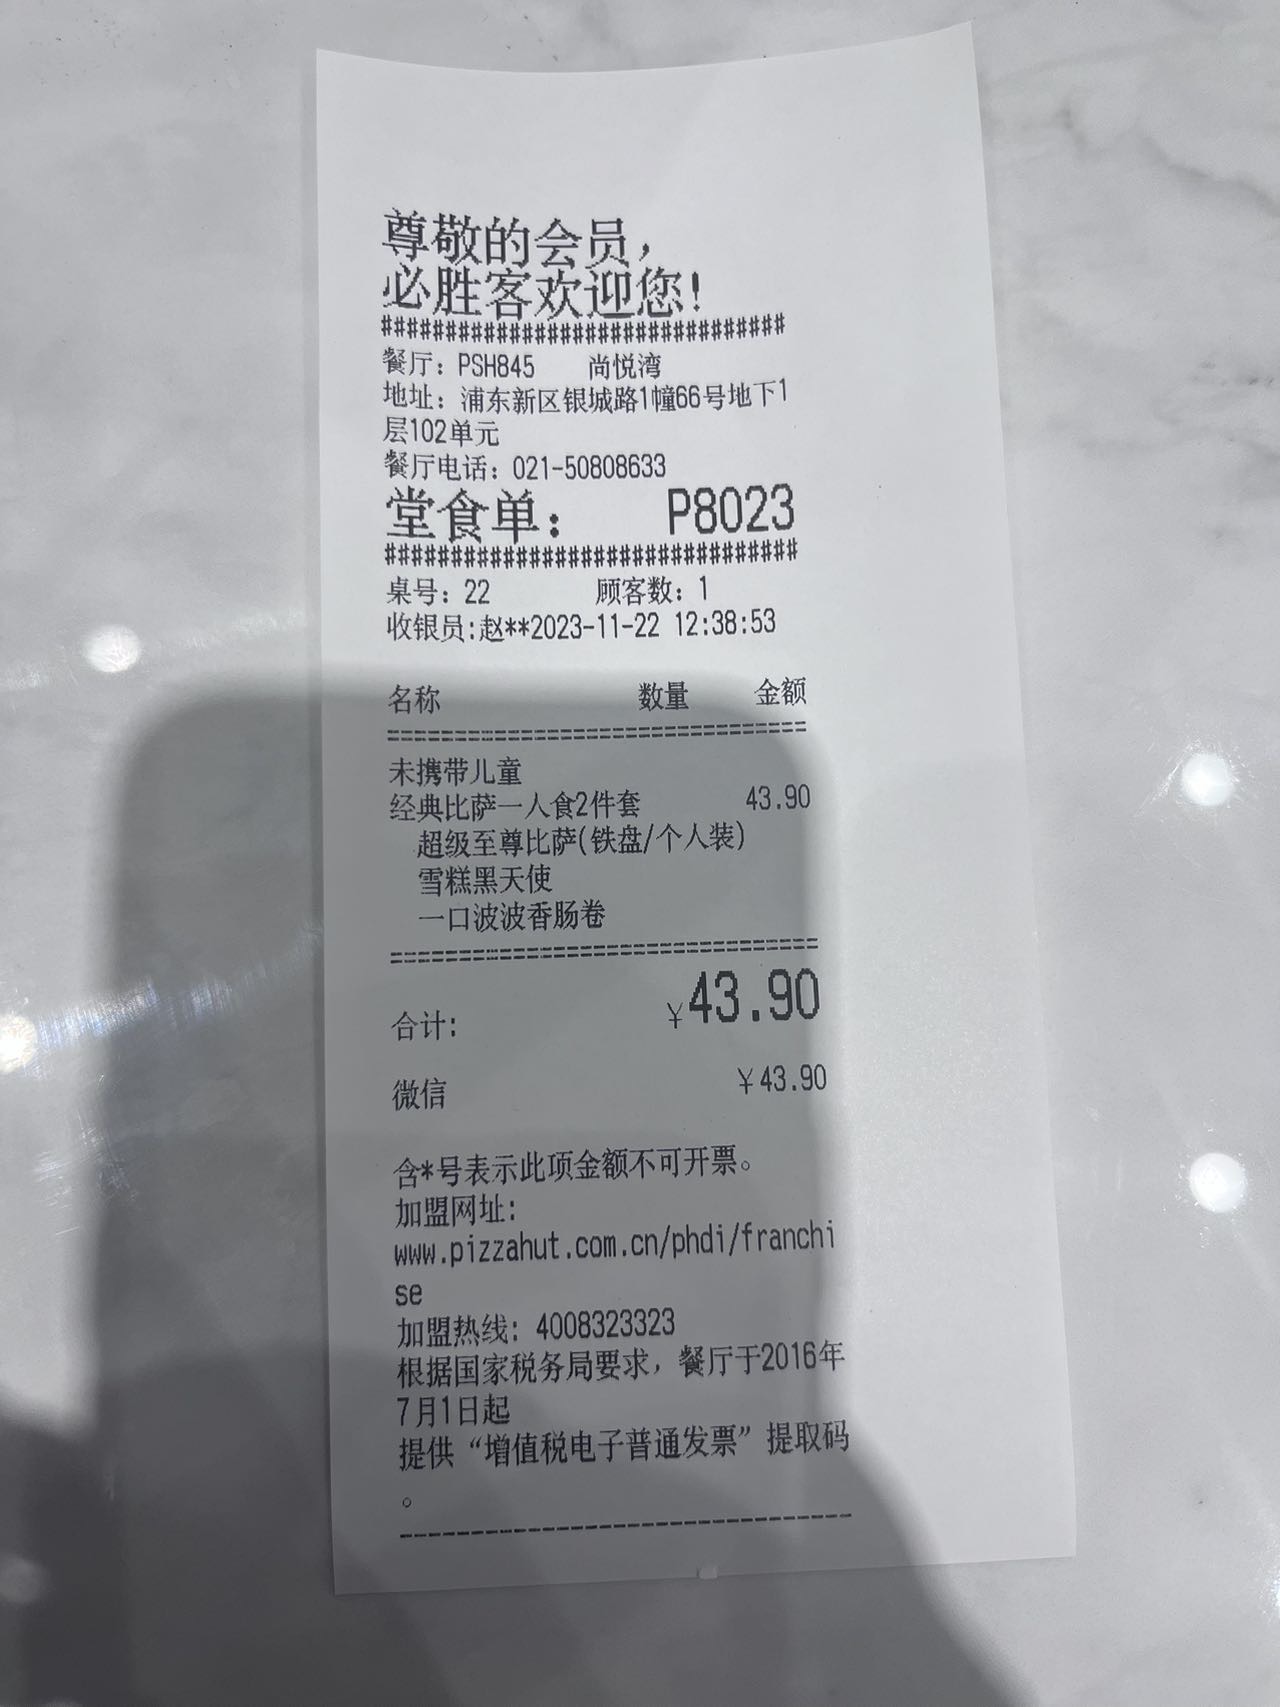 尊敬的会员，
必胜客欢迎您!
################################
餐厅：PSH845 尚悦湾
地址：浦东新区银城路1幢66号地下1
层102单元
餐厅电话：021-50808633
堂食单： P8023
################################
桌号：22 顾客数：1
收银员:赵**2023-11-22 12:38:53
名称 数量 金额
================================
未携带儿童
经典比萨一人食2件套 43.90
超级至尊比萨(铁盘/个人装)
雪糕黑天使
一口波波香肠卷
================================
合计: ¥43.90
微信 ¥43.90
含*号表示此项金额不可开票。
加盟网址:
www.pizzahut.com.cn/phdi/franchi
se
加盟热线: 4008323323
根据国家税务局要求，餐厅于2016年
7月1日起
提供“增值税电子普通发票”提取码
。
--------------------------------